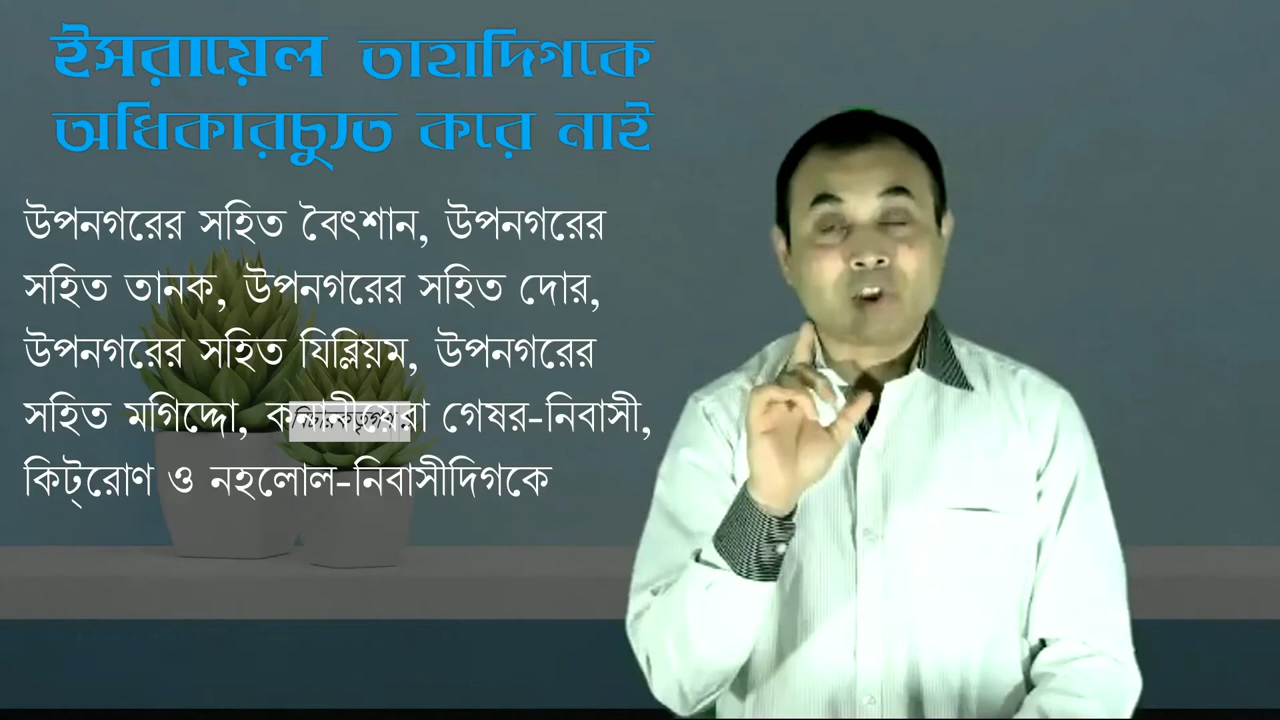 ইসরায়েল তাহাদিগকে
অধিকারচ্যুত করে নাই
উপনগরের সহিত বৈৎশান, উপনগরের
সহিত তানক, উপনগরের সহিত দোর,
উপনগরের সহিত যিব্লিয়ম, উপনগরের
সহিত মগিদ্দো, কনানীয়েরা গেষর-নিবাসী,
কিট্‌রোণ ও নহলোল-নিবাসীদিগকে